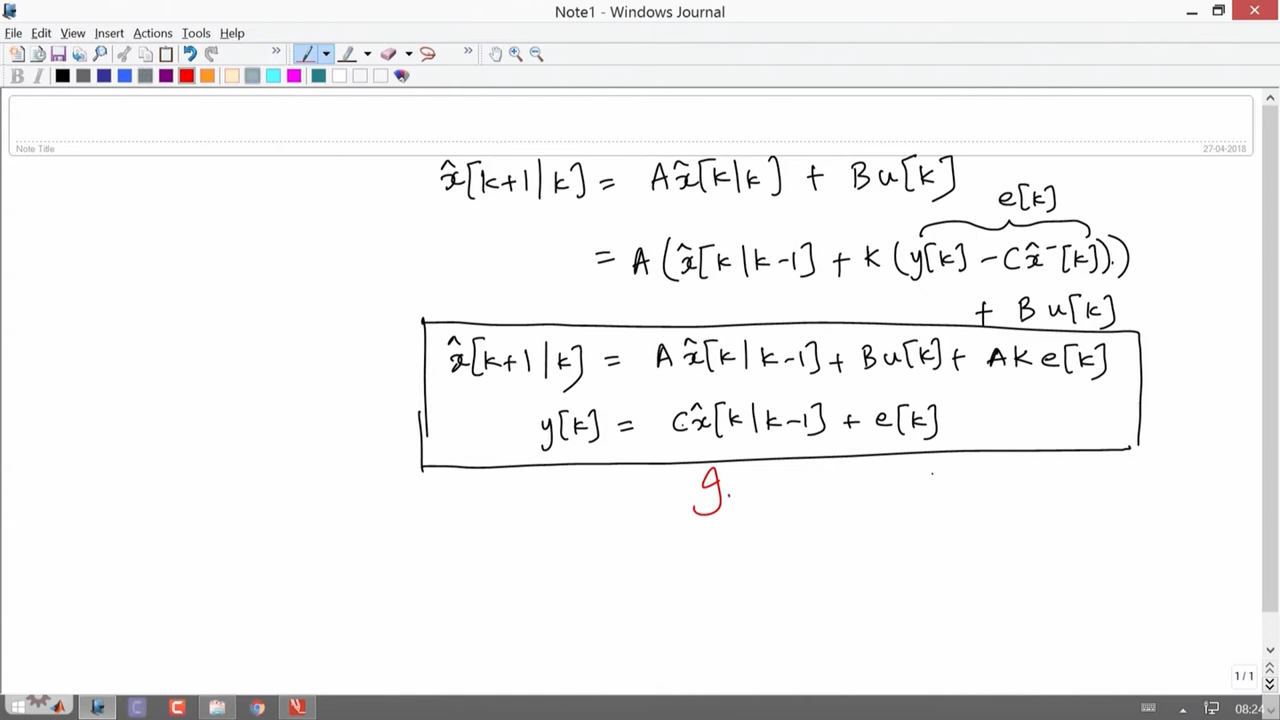 Note1 - Windows Journal
File Edit View Insert Actions Tools Help
B I
Note Title
27-04-2018
x̂[k+1|k] = Ax̂[k|k] + Bu[k]
e[k]
= A(x̂[k|k-1] + K(y[k] - Cx̂⁻[k]))
+ Bu[k]
x̂[k+1|k] = Ax̂[k|k-1] + Bu[k] + AKe[k]
y[k] = Cx̂[k|k-1] + e[k]
g.
1/1
08:24